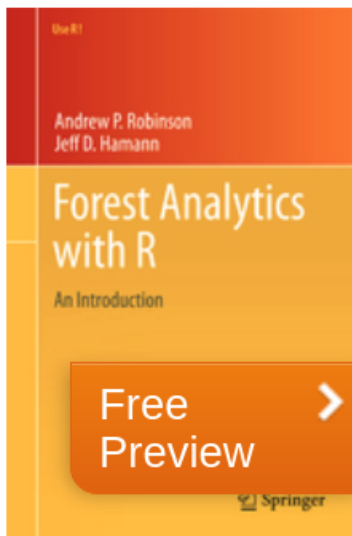 Use R!
Andrew P. Robinson
Jeff D. Hamann
Forest Analytics
with R
An Introduction
Free
Preview
Springer